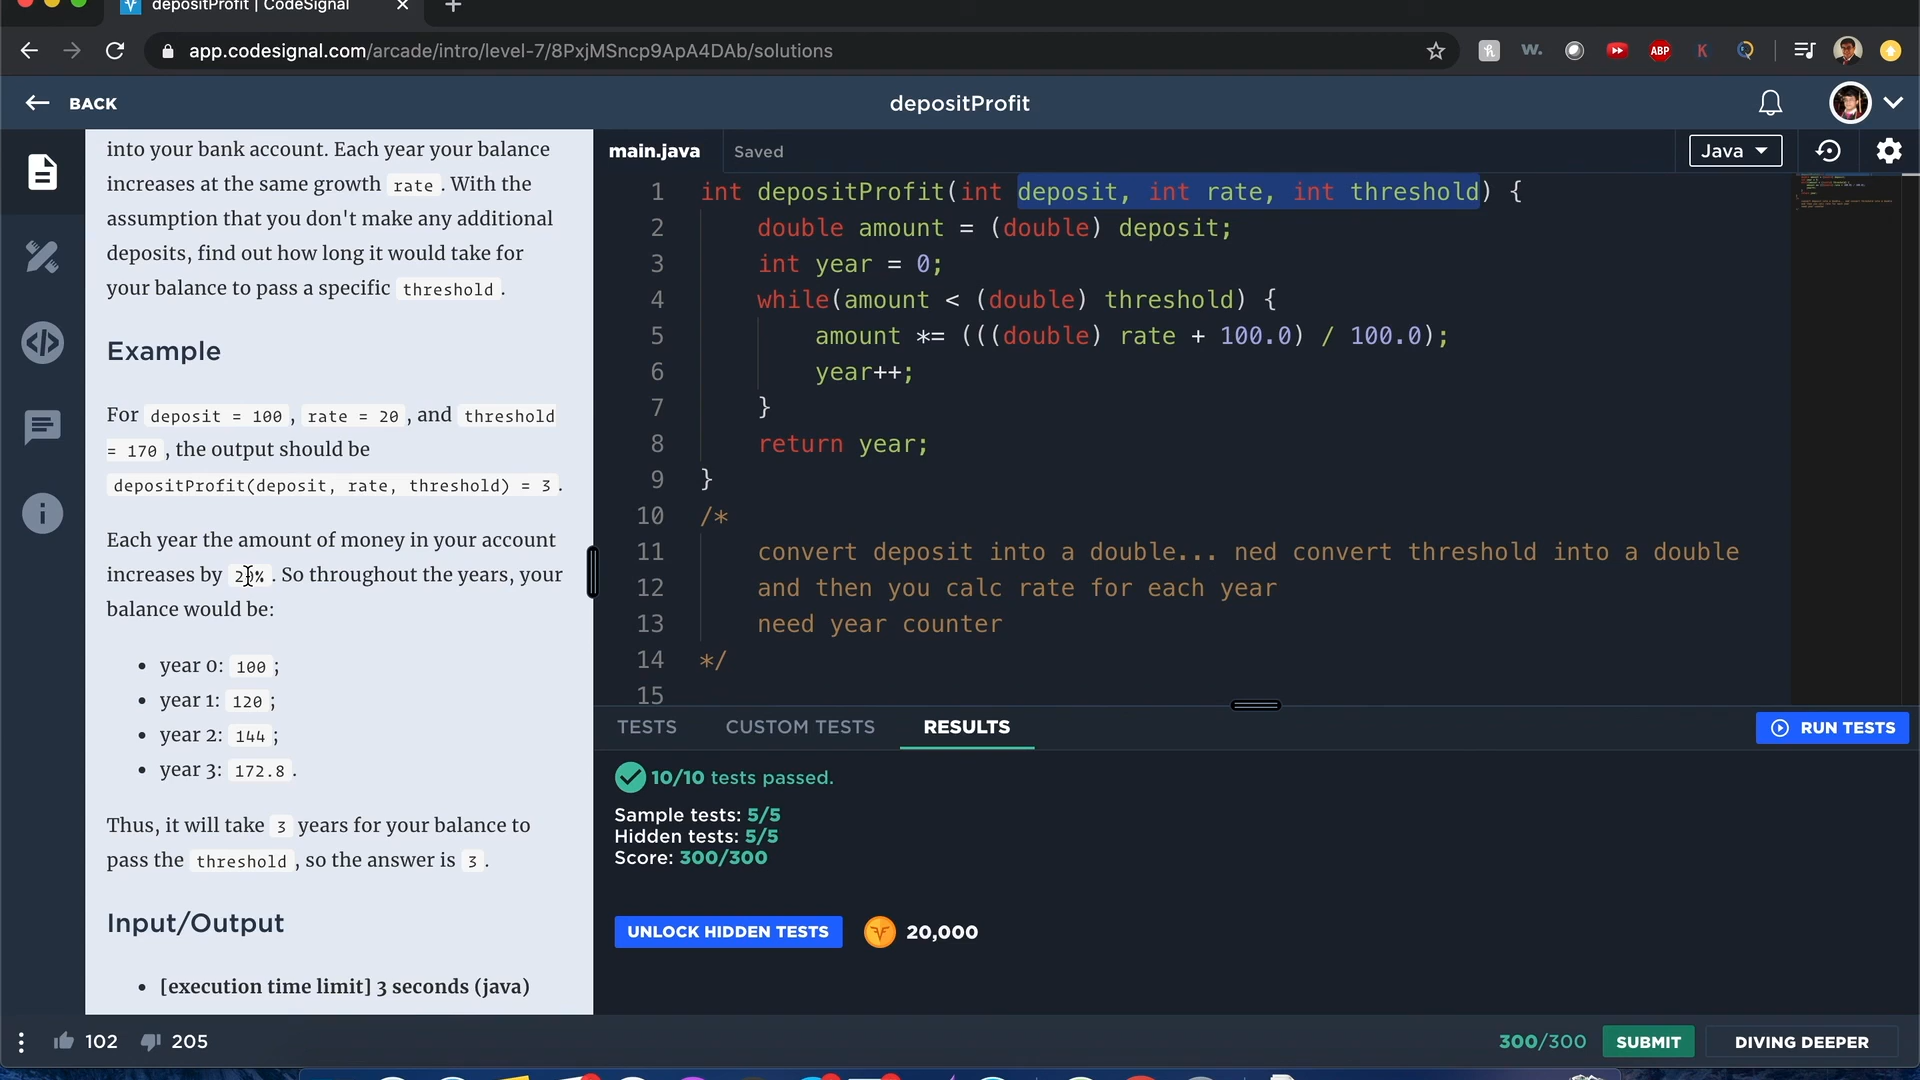 depositProfit | CodeSignal
app.codesignal.com/arcade/intro/level-7/8PxjMSncp9ApA4DAb/solutions
ABP
BACK
depositProfit
into your bank account. Each year your balance
increases at the same growth rate. With the
assumption that you don't make any additional
deposits, find out how long it would take for
your balance to pass a specific threshold.
Example
For deposit = 100, rate = 20, and threshold
= 170, the output should be
depositProfit(deposit, rate, threshold) = 3.
Each year the amount of money in your account
increases by 20%. So throughout the years, your
balance would be:
• year 0: 100;
• year 1: 120;
• year 2: 144;
• year 3: 172.8.
Thus, it will take 3 years for your balance to
pass the threshold, so the answer is 3.
Input/Output
• [execution time limit] 3 seconds (java)
main.java
Saved
Java
1 int depositProfit(int deposit, int rate, int threshold) {
2 double amount = (double) deposit;
3 int year = 0;
4 while(amount < (double) threshold) {
5 amount *= (((double) rate + 100.0) / 100.0);
6 year++;
7 }
8 return year;
9 }
10 /*
11 convert deposit into a double... ned convert threshold into a double
12 and then you calc rate for each year
13 need year counter
14 */
15
TESTS
CUSTOM TESTS
RESULTS
RUN TESTS
10/10 tests passed.
Sample tests: 5/5
Hidden tests: 5/5
Score: 300/300
UNLOCK HIDDEN TESTS
20,000
102
205
300/300
SUBMIT
DIVING DEEPER